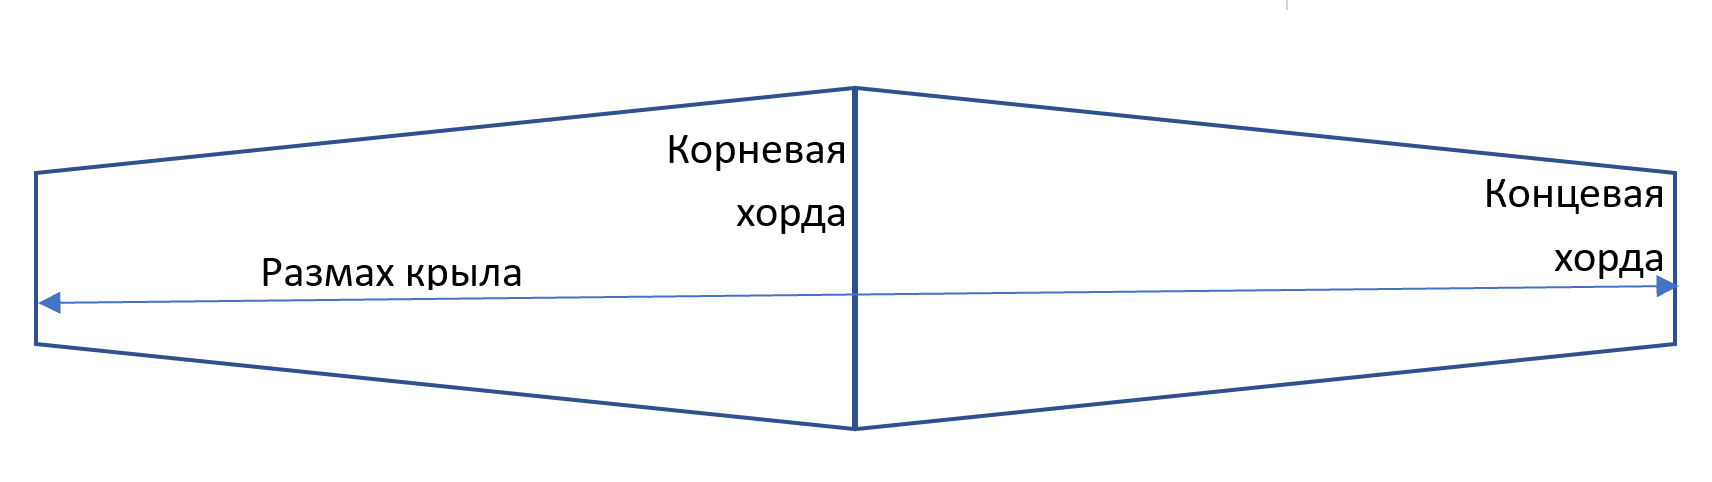 Корневая
хорда
Концевая
хорда
Размах крыла